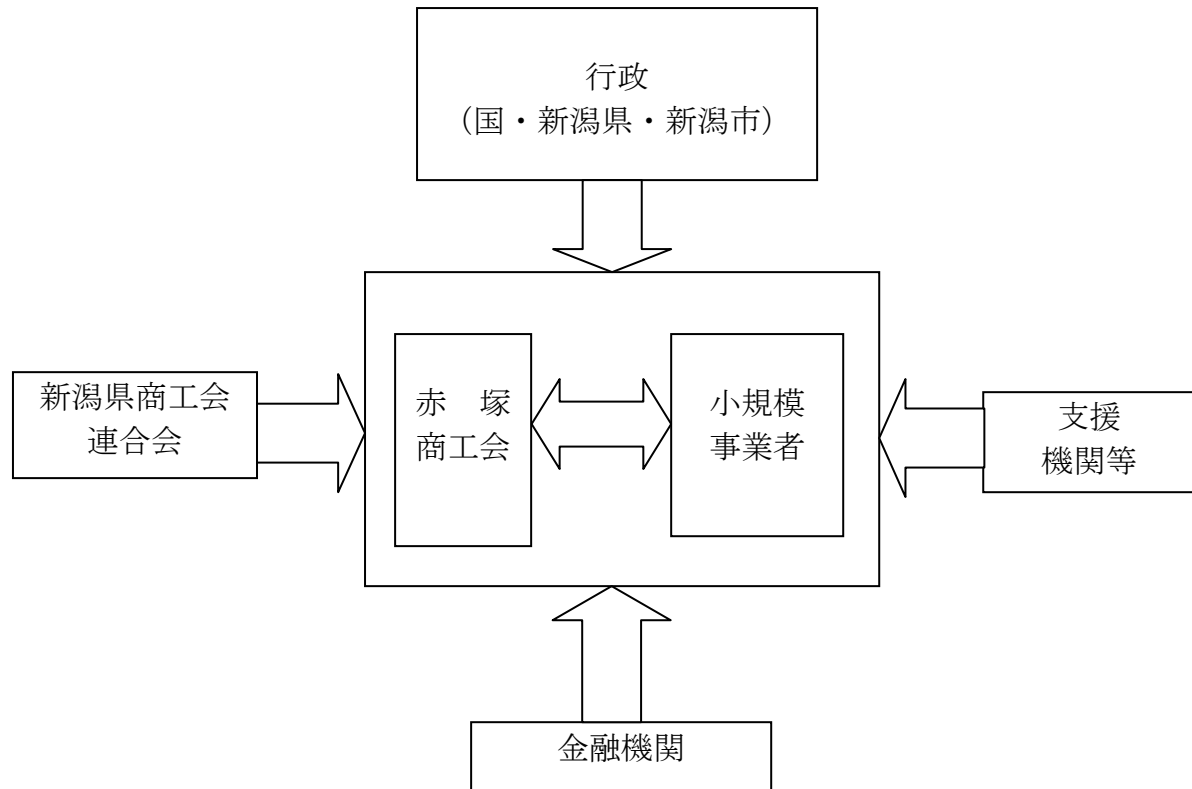 行政
（国・新潟県・新潟市）
新潟県商工会
連合会
赤　塚
商工会
小規模
事業者
支援
機関等
金融機関